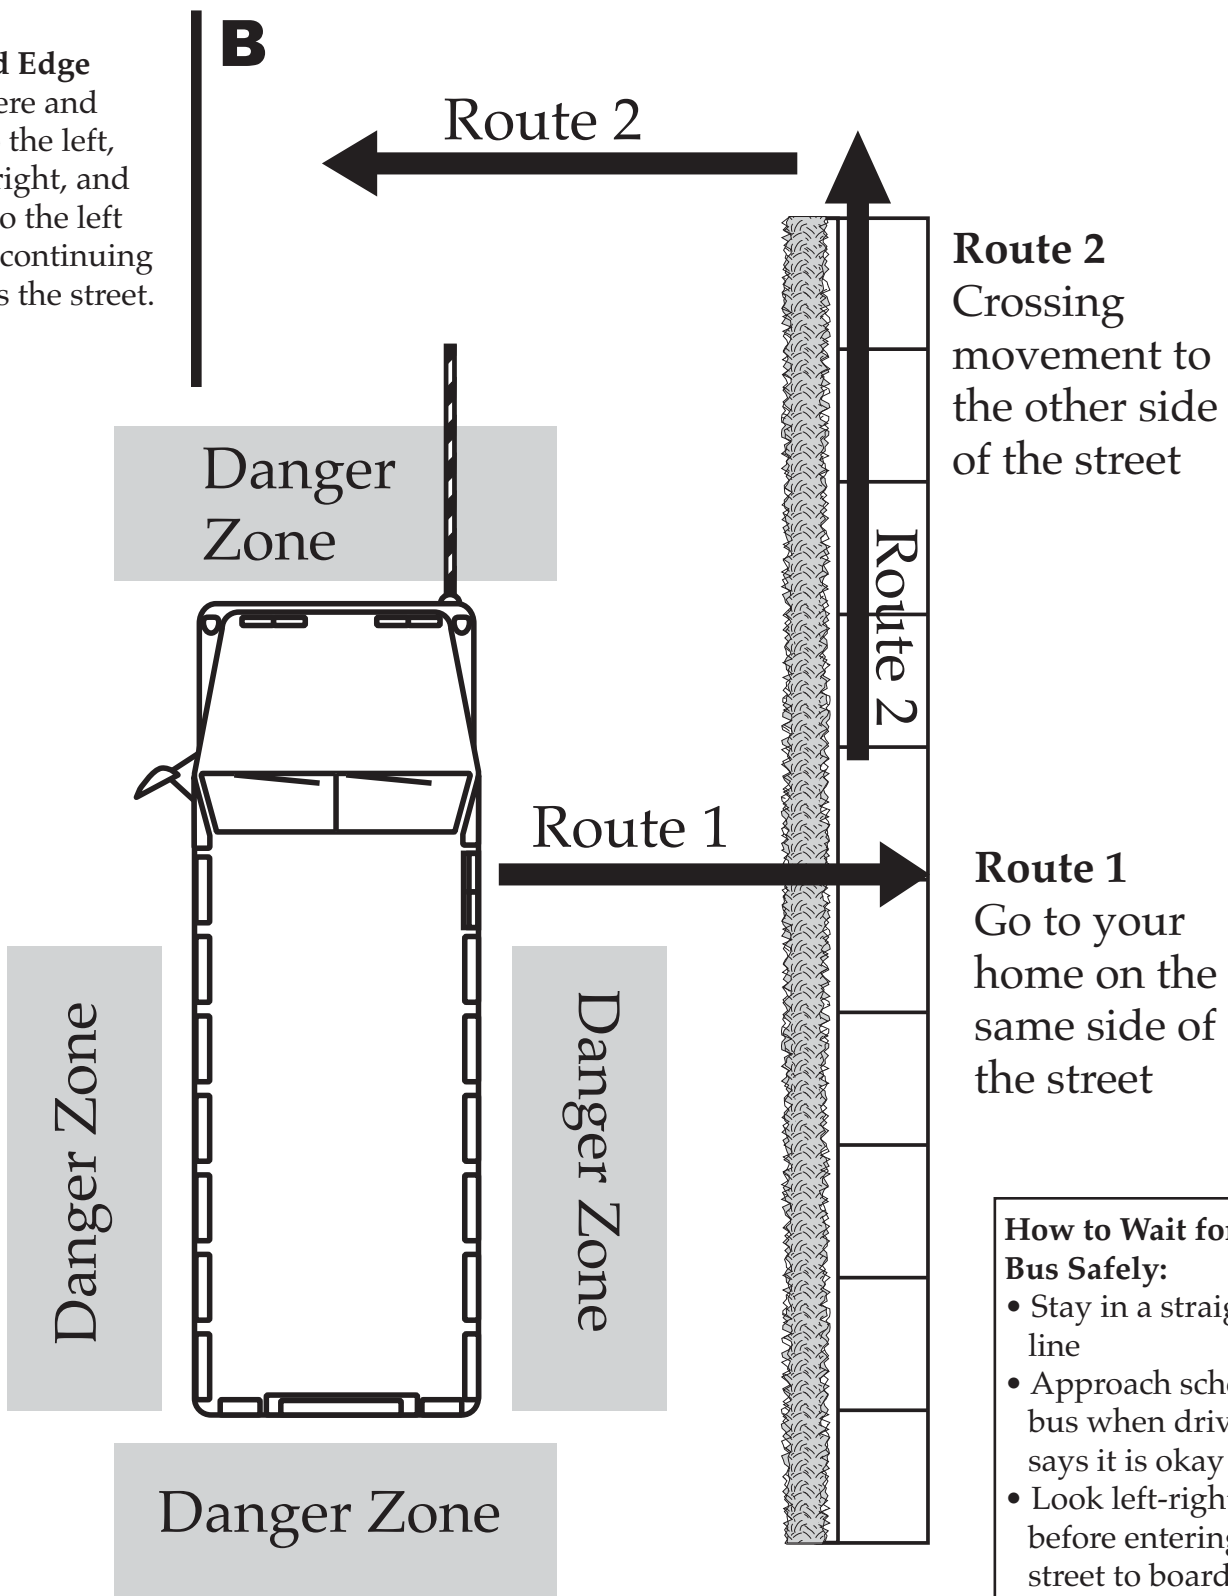 d Edge
ere and
the left,
right, and
o the left
continuing
s the street.
B
Route 2
Route 2
Crossing
movement to
the other side
of the street
Danger
Zone
Route 2
Route 1
Route 1
Go to your
home on the
same side of
the street
Danger Zone
Danger Zone
Danger Zone
How to Wait for
Bus Safely:
• Stay in a straig
line
• Approach scho
bus when driv
says it is okay
• Look left-righ
before entering
street to board